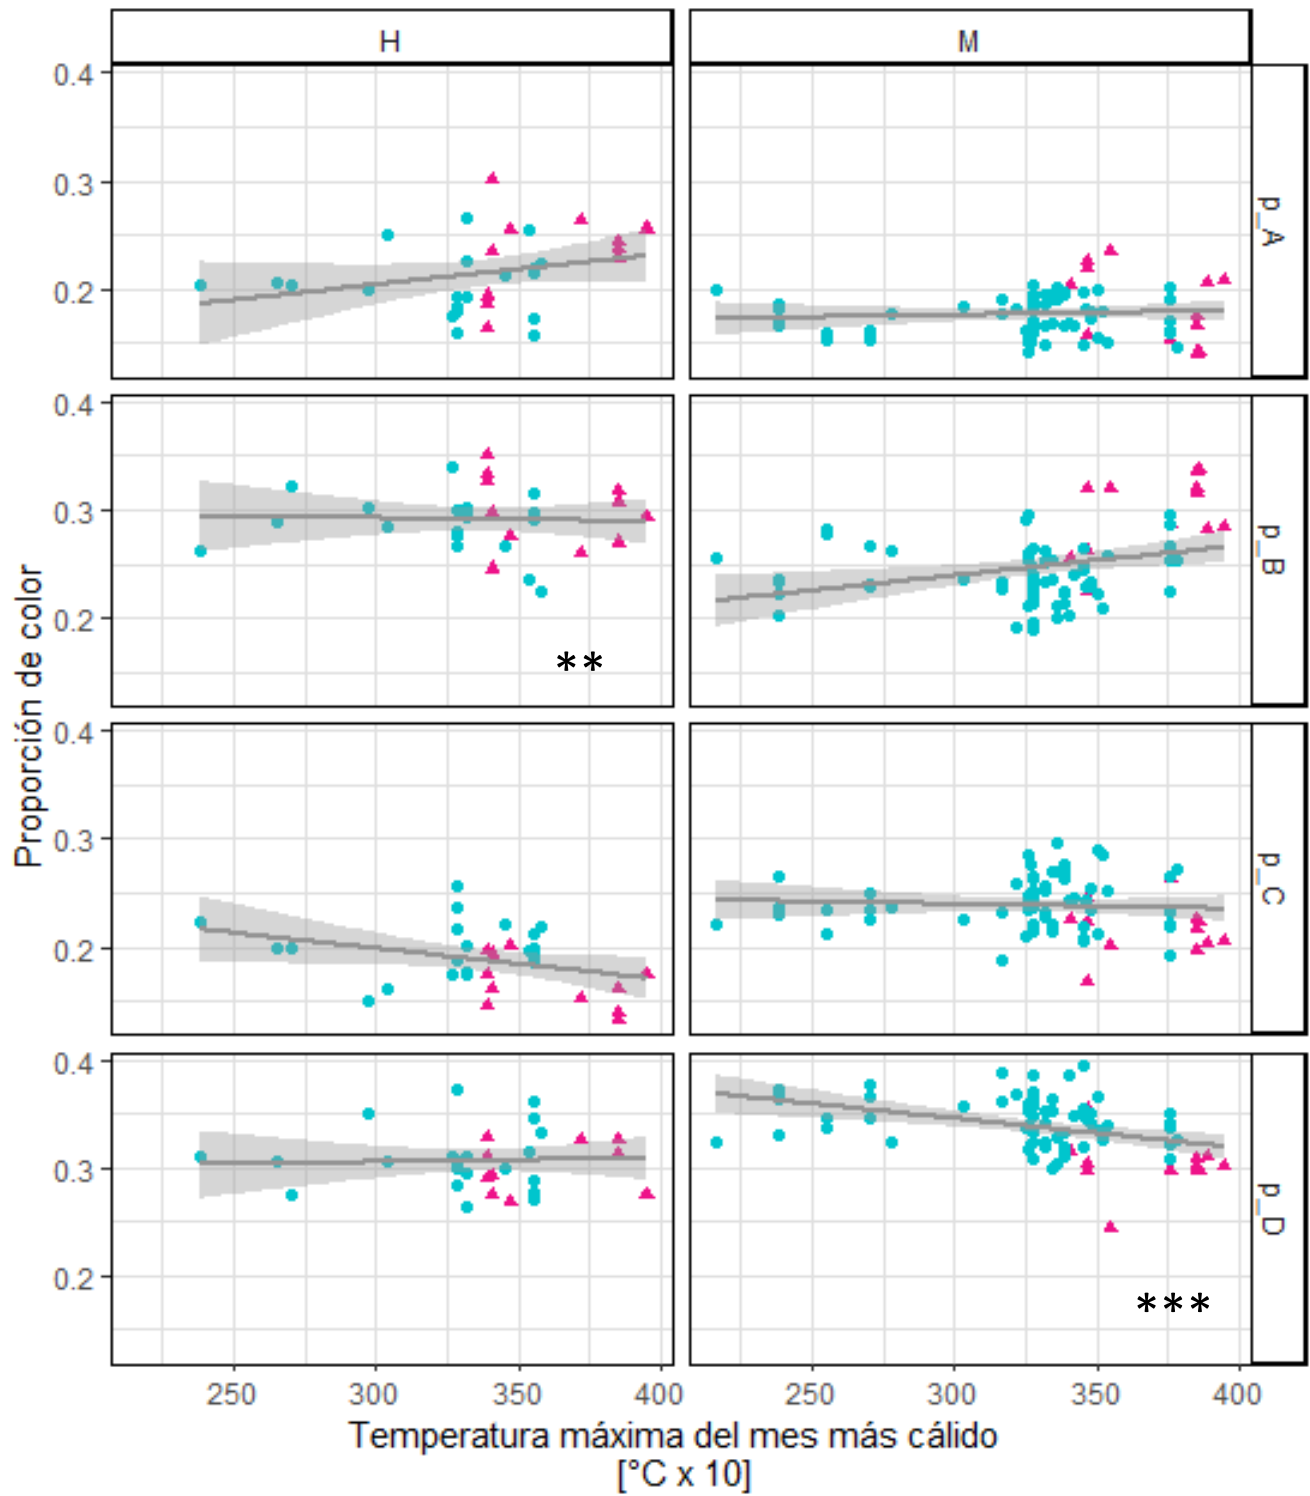 H
M
0.4
0.3
0.2
p_A
0.4
0.3
0.2
**
p_B
0.4
0.3
0.2
p_C
0.4
0.3
0.2
***
p_D
Proporción de color
250 300 350 400 250 300 350 400
Temperatura máxima del mes más cálido
[°C x 10]